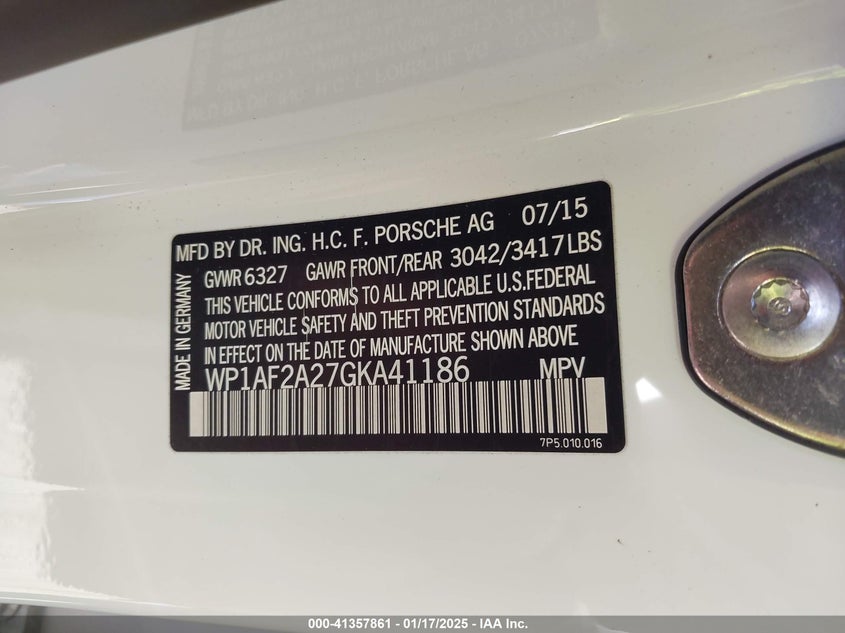 MFD BY DR. ING. H.C. F. PORSCHE AG 07/15
GVWR 6327 GAWR FRONT/REAR 3042/3417LBS
THIS VEHICLE CONFORMS TO ALL APPLICABLE U.S.FEDERAL
MOTOR VEHICLE SAFETY AND THEFT PREVENTION STANDARDS
IN EFFECT ON THE DATE OF MANUFACTURE SHOWN ABOVE
WP1AF2A27GKA41186 MPV
7P5.010.016
MADE IN GERMANY
000-41357861 - 01/17/2025 - IAA Inc.